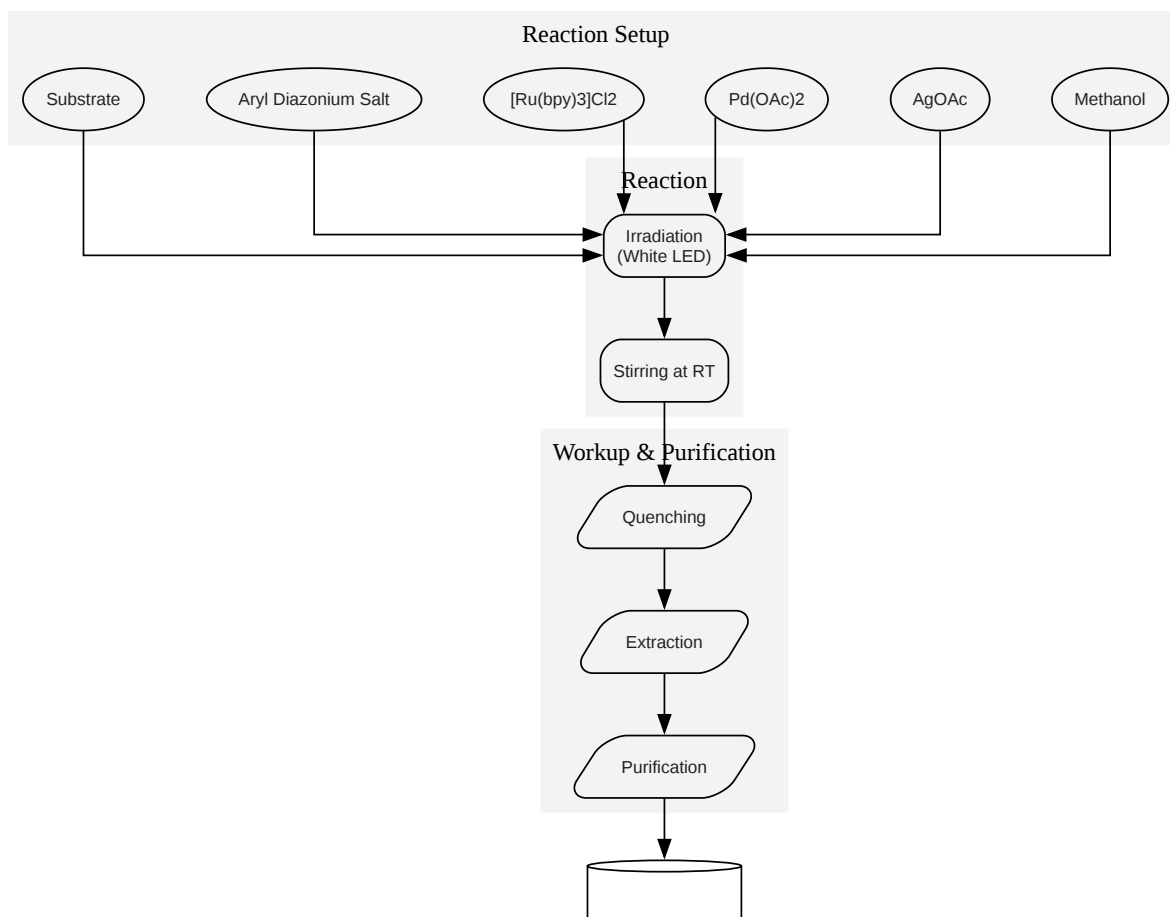 Reaction Setup
Substrate
Aryl Diazonium Salt
[Ru(bpy)3]Cl2
Pd(OAc)2
AgOAc
Methanol
Reaction
Irradiation
(White LED)
Stirring at RT
Workup & Purification
Quenching
Extraction
Purification